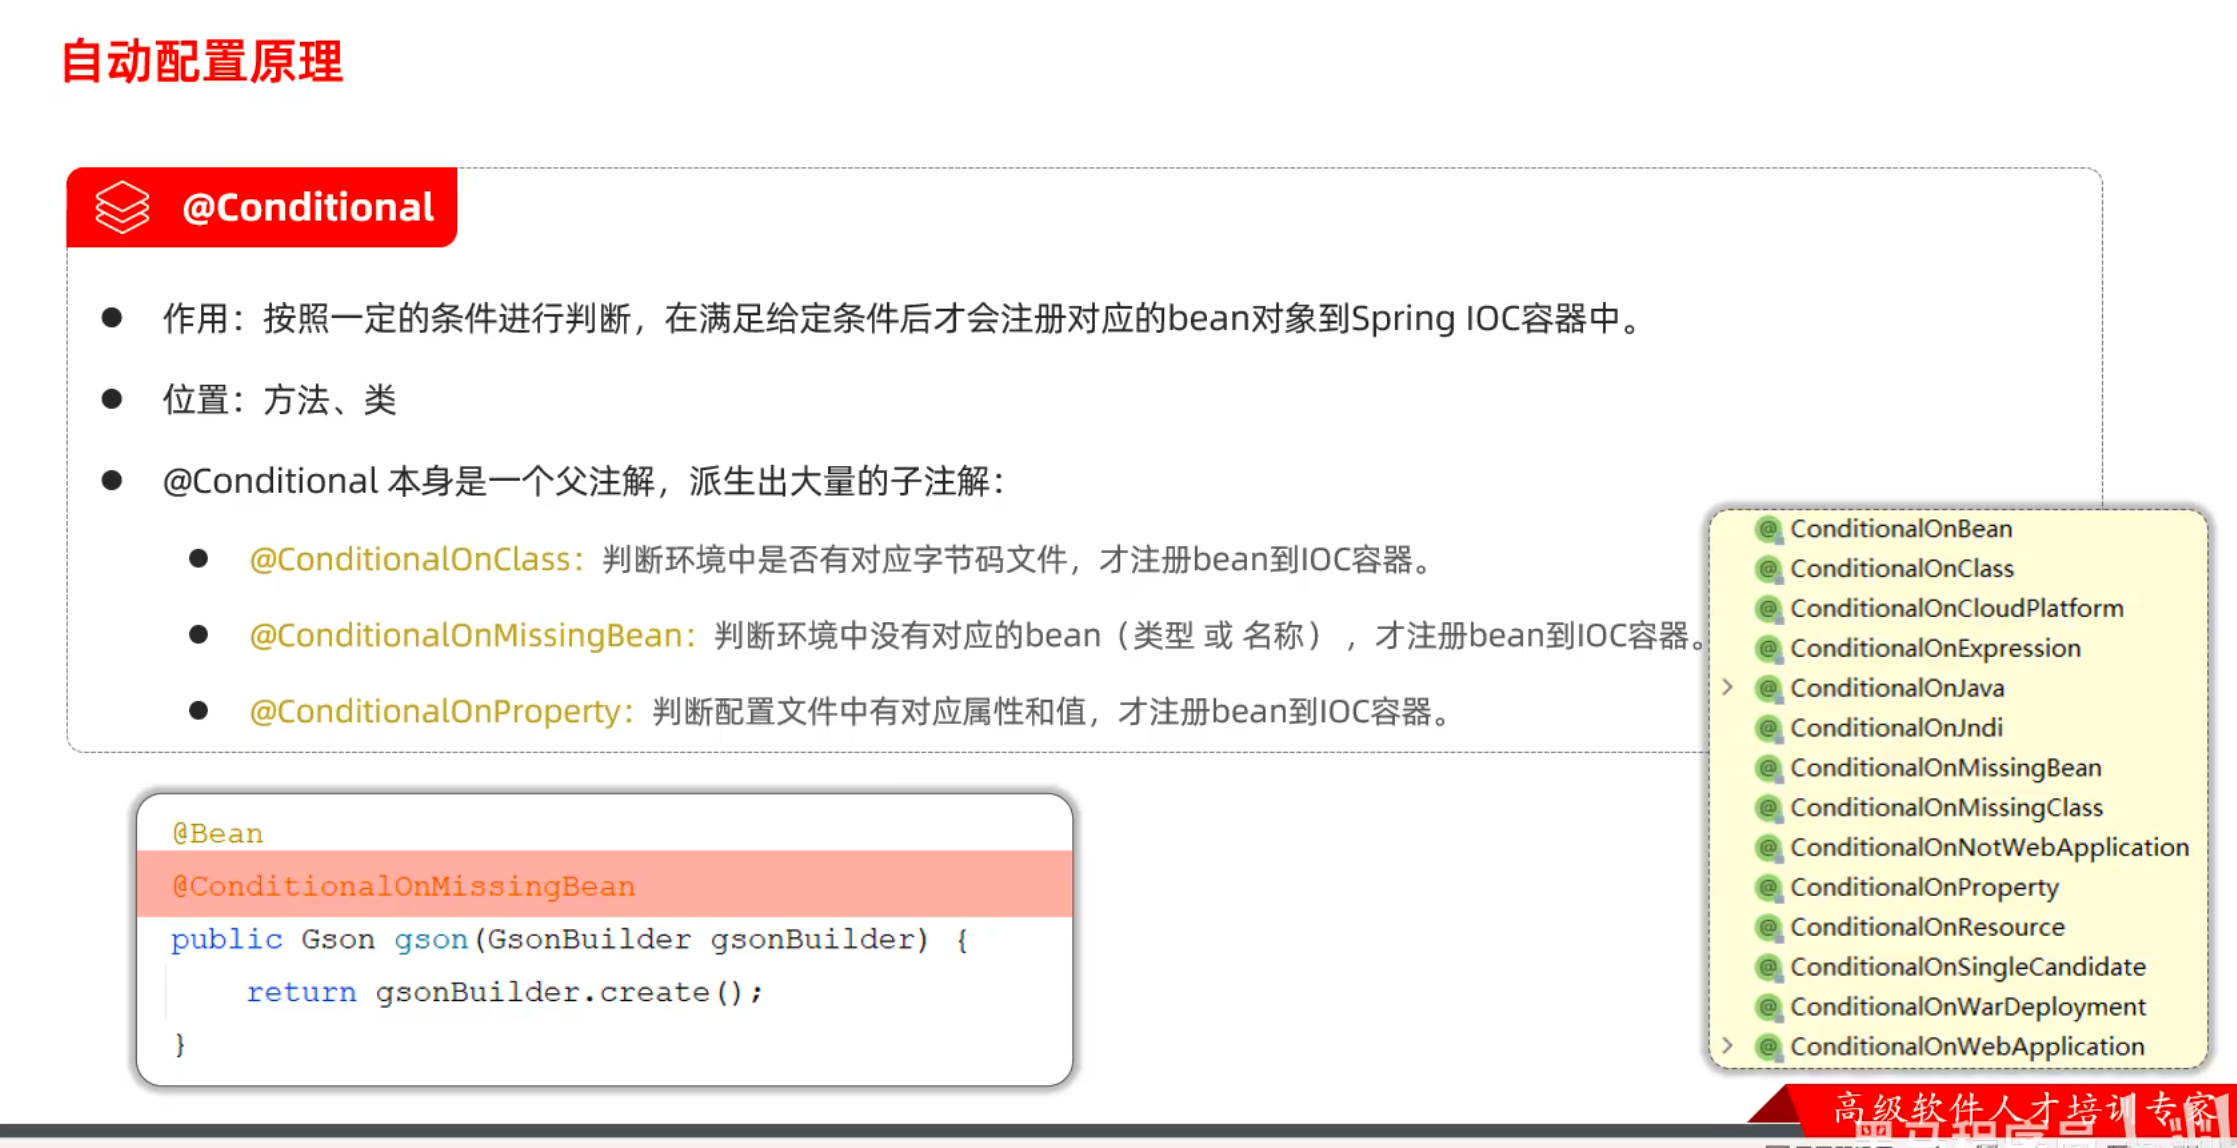 自动配置原理
@Conditional
作用：按照一定的条件进行判断，在满足给定条件后才会注册对应的bean对象到Spring IOC容器中。
位置：方法、类
@Conditional 本身是一个父注解，派生出大量的子注解：
@ConditionalOnClass：判断环境中是否有对应字节码文件，才注册bean到IOC容器。
@ConditionalOnMissingBean：判断环境中没有对应的bean（类型 或 名称） ，才注册bean到IOC容器。
@ConditionalOnProperty：判断配置文件中有对应属性和值，才注册bean到IOC容器。
@Bean
@ConditionalOnMissingBean
public Gson gson(GsonBuilder gsonBuilder) {
return gsonBuilder.create();
}
ConditionalOnBean
ConditionalOnClass
ConditionalOnCloudPlatform
ConditionalOnExpression
ConditionalOnJava
ConditionalOnJndi
ConditionalOnMissingBean
ConditionalOnMissingClass
ConditionalOnNotWebApplication
ConditionalOnProperty
ConditionalOnResource
ConditionalOnSingleCandidate
ConditionalOnWarDeployment
ConditionalOnWebApplication
高级软件人才培训专家